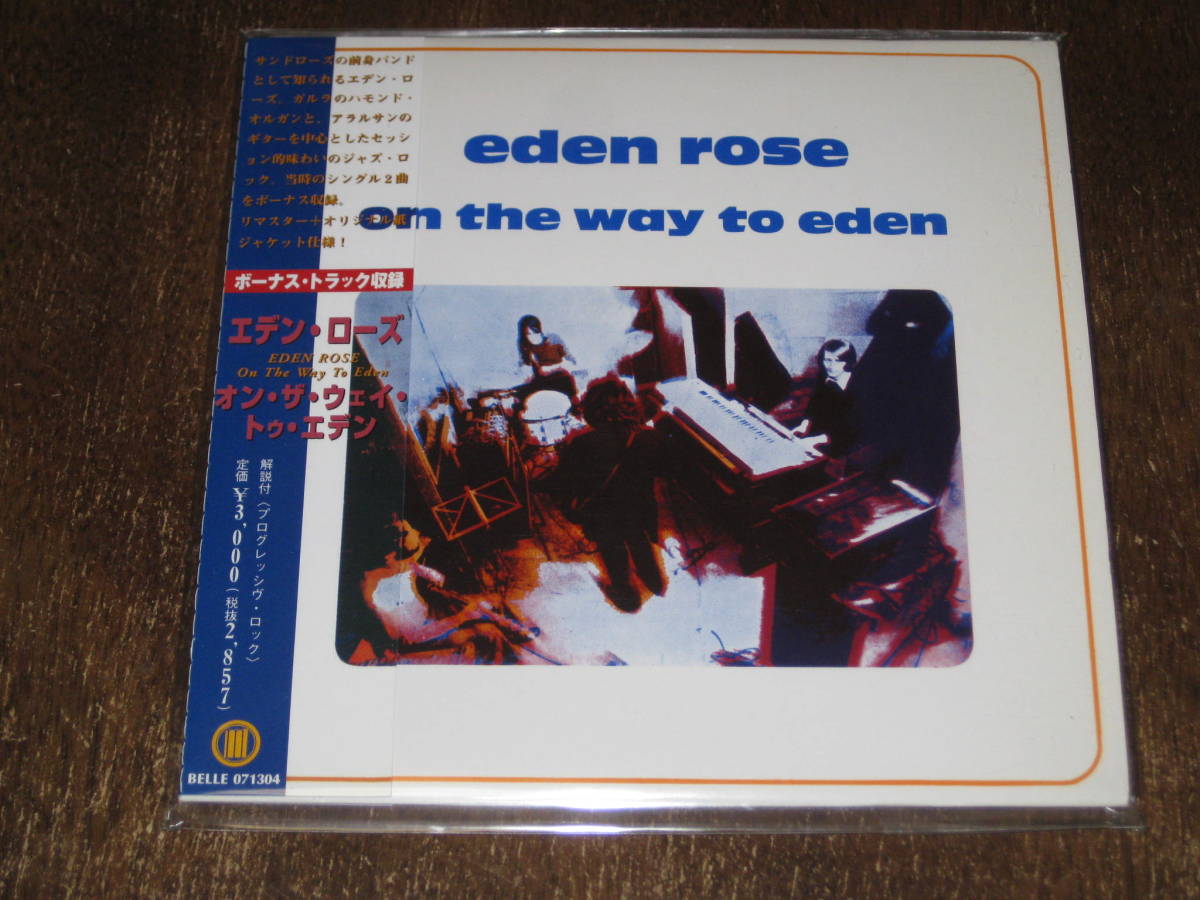 サンドローズの前身バンド
として知られるエデン・ロ
ーズ。ガルラのハモンド・
オルガンと、アラルサンの
ギターを中心としたセッシ
ョン的味わいのジャズ・ロ
ック。当時のシングル2曲
をボーナス収録。
リマスター＋オリジナル紙
ジャケット仕様！
ボーナス・トラック収録
エデン・ローズ
EDEN ROSE
On The Way To Eden
オン・ザ・ウェイ・
トゥ・エデン
解説付〈プログレッシヴ・ロック〉
定価¥3,000(税抜2,857)
BELLE 071304
eden rose
on the way to eden